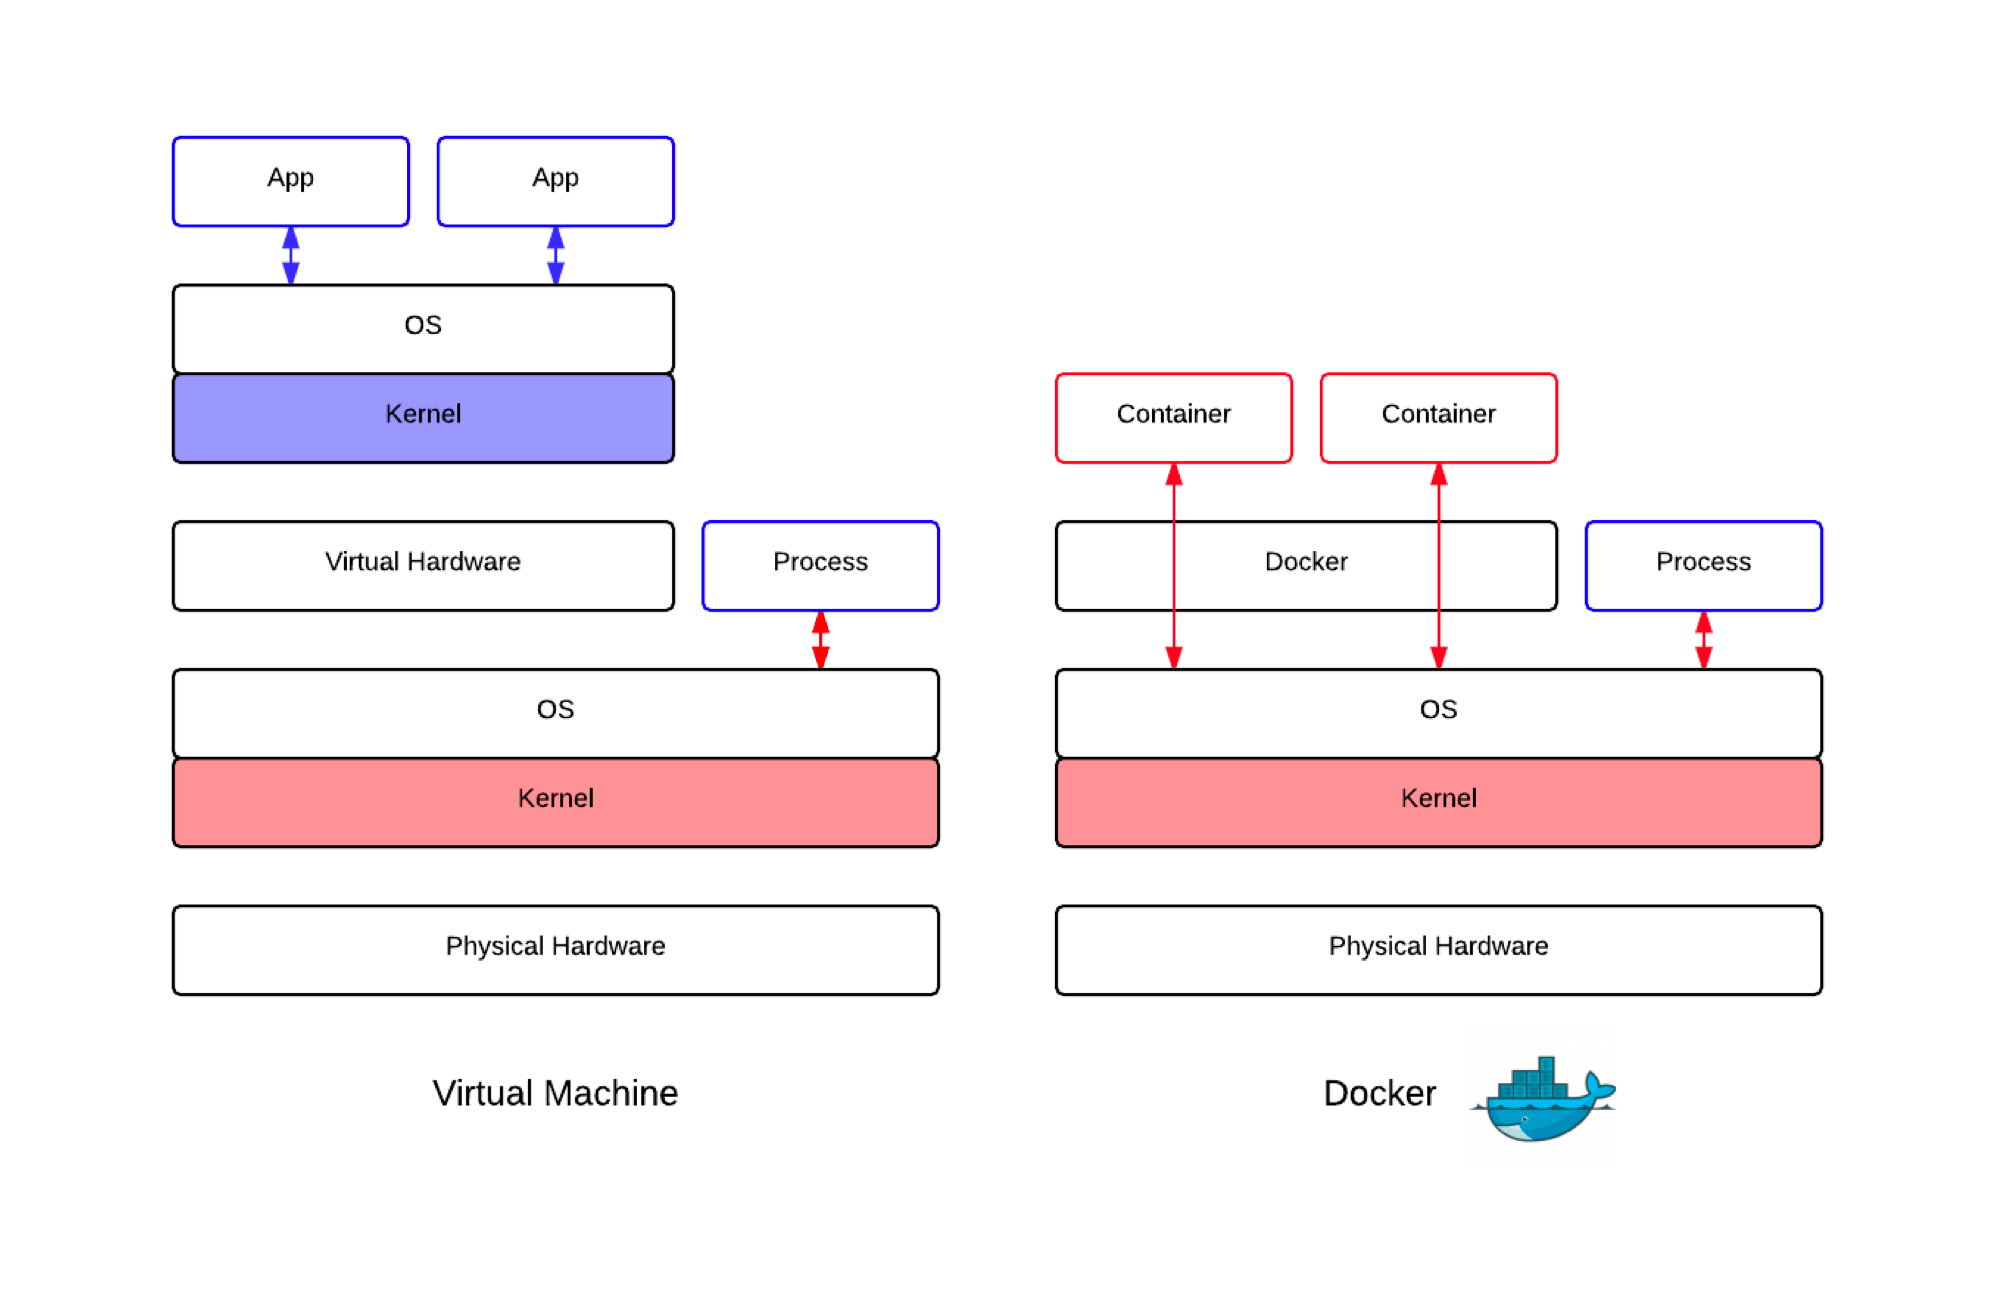 App
App
OS
Kernel
Virtual Hardware
Process
OS
Kernel
Physical Hardware
Virtual Machine
Container
Container
Docker
Process
OS
Kernel
Physical Hardware
Docker